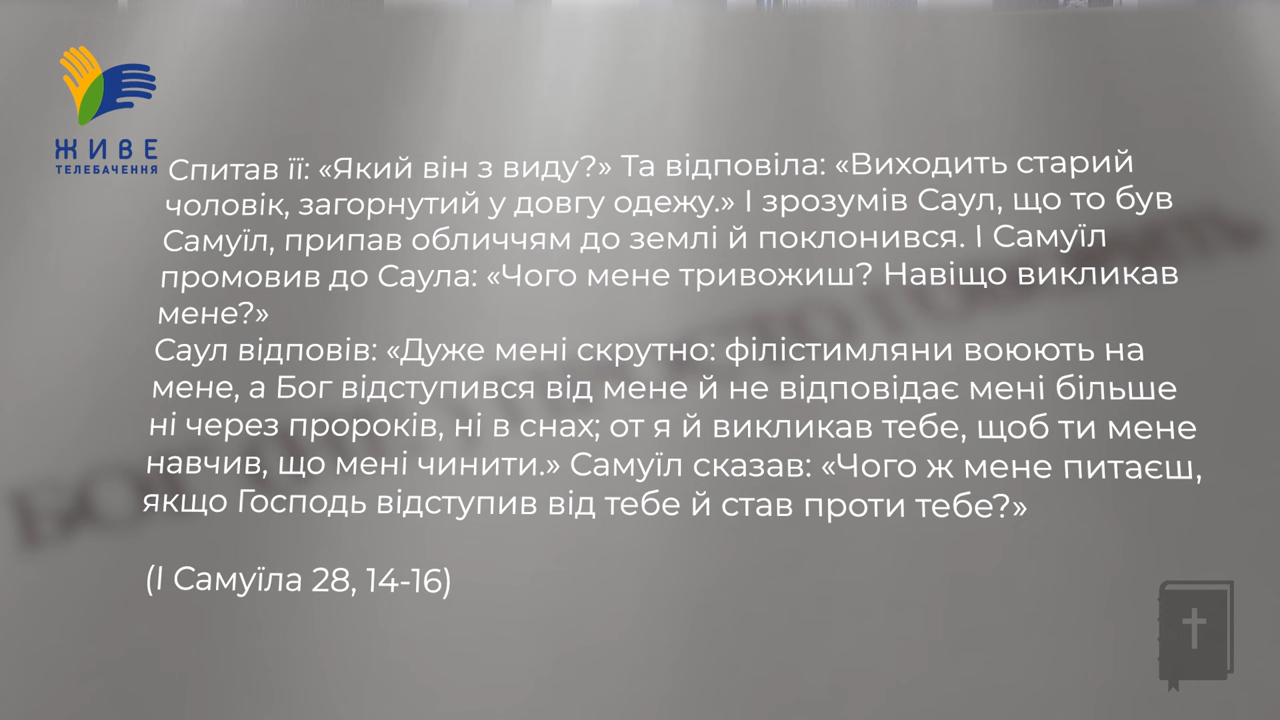 ЖИВЕ
ТЕЛЕБАЧЕННЯ
Спитав її: «Який він з виду?» Та відповіла: «Виходить старий
чоловік, загорнутий у довгу одежу.» І зрозумів Саул, що то був
Самуїл, припав обличчям до землі й поклонився. І Самуїл
промовив до Саула: «Чого мене тривожиш? Навіщо викликав
мене?»
Саул відповів: «Дуже мені скрутно: філістимляни воюють на
мене, а Бог відступився від мене й не відповідає мені більше
ні через пророків, ні в снах; от я й викликав тебе, щоб ти мене
навчив, що мені чинити.» Самуїл сказав: «Чого ж мене питаєш,
якщо Господь відступив від тебе й став проти тебе?»
(І Самуїла 28, 14-16)